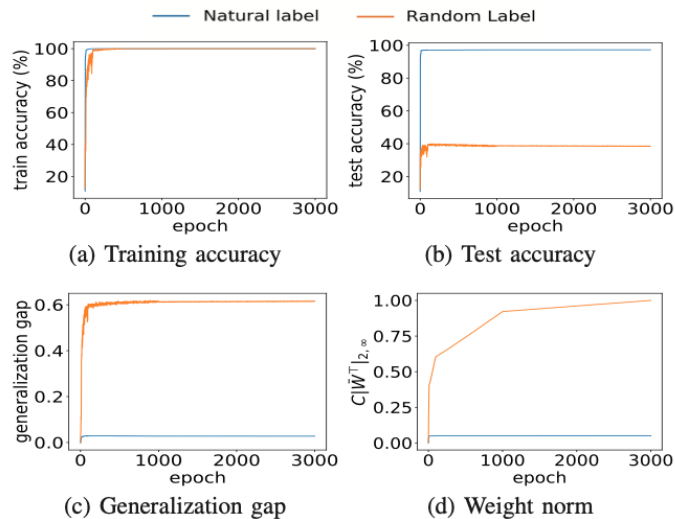 Natural label
Random Label
train accuracy (%)
100
80
60
40
20
0
1000
2000
3000
epoch
(a) Training accuracy
test accuracy (%)
100
80
60
40
20
0
1000
2000
3000
epoch
(b) Test accuracy
generalization gap
0.6
0.4
0.2
0.0
0
1000
2000
3000
epoch
(c) Generalization gap
C|W̃ᵀ|₂,∞
1.00
0.75
0.50
0.25
0.00
0
1000
2000
3000
epoch
(d) Weight norm